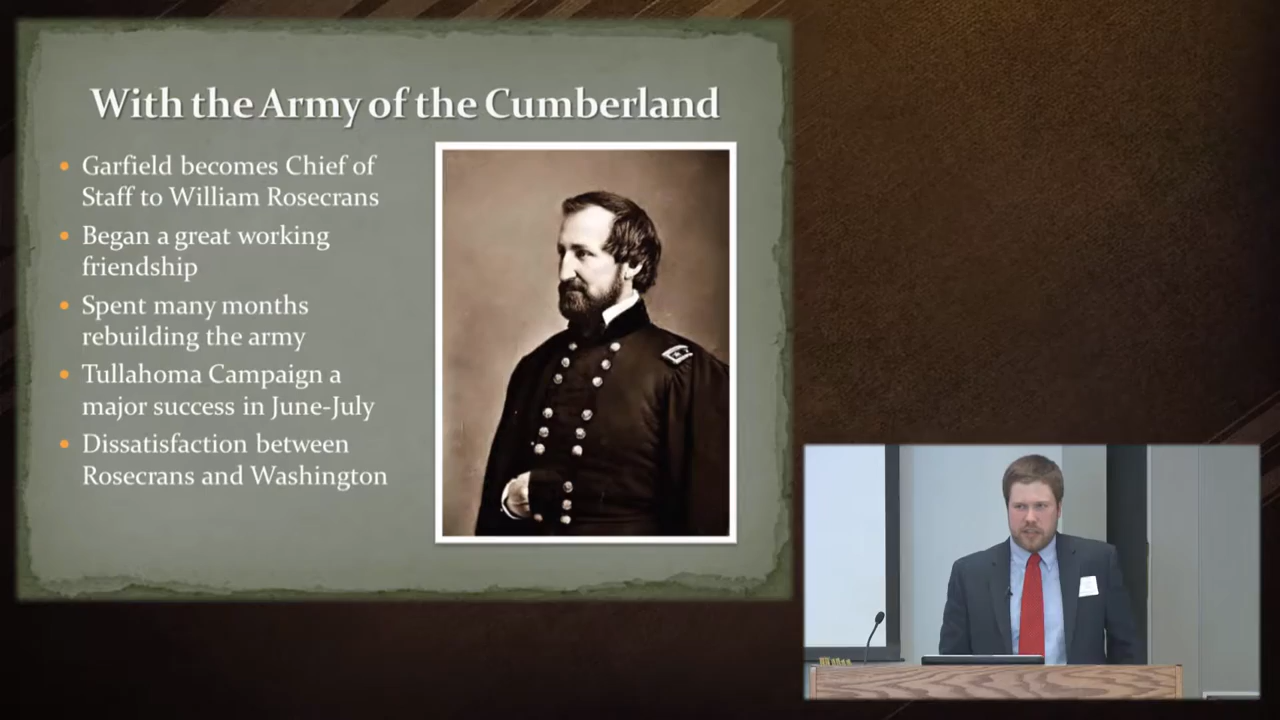 With the Army of the Cumberland
• Garfield becomes Chief of
Staff to William Rosecrans
• Began a great working
friendship
• Spent many months
rebuilding the army
• Tullahoma Campaign a
major success in June-July
• Dissatisfaction between
Rosecrans and Washington